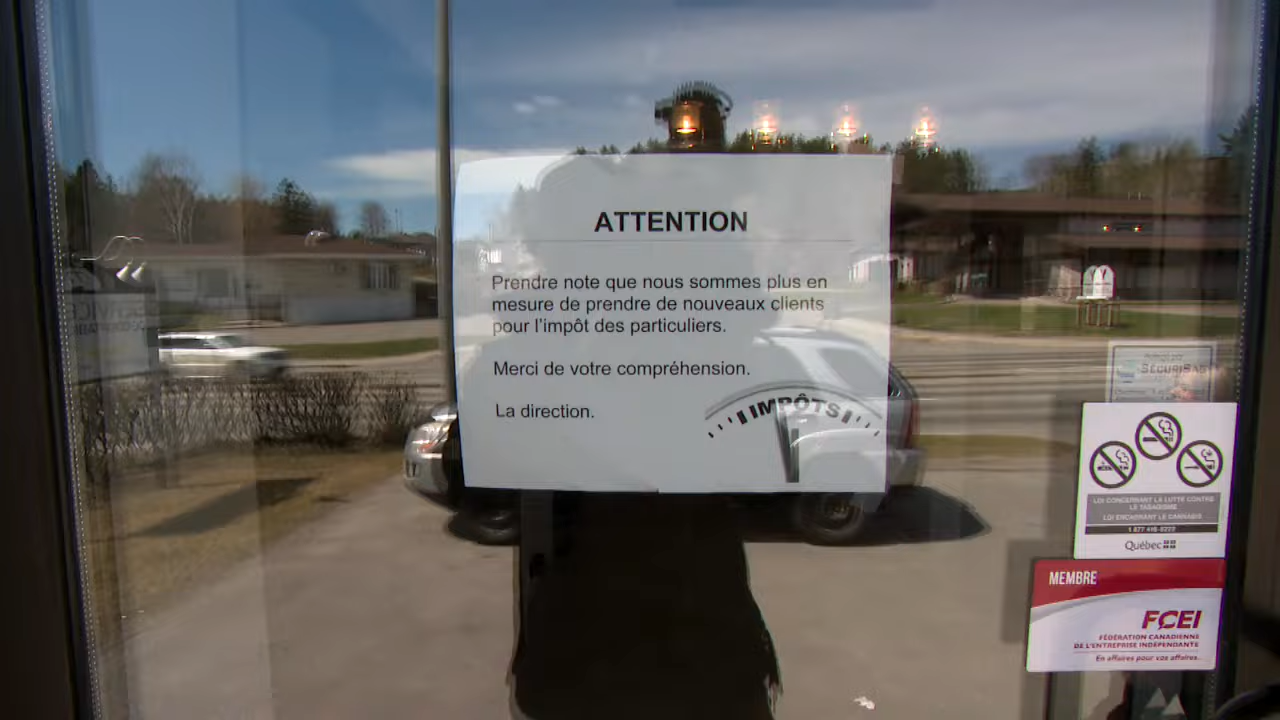 ATTENTION
Prendre note que nous sommes plus en
mesure de prendre de nouveaux clients
pour l'impôt des particuliers.
Merci de votre compréhension.
La direction.
IMPÔTS
LOI CONCERNANT LA LUTTE CONTRE
LE TABAGISME
LOI ENCADRANT LE CANNABIS
Québec
MEMBRE
FCEI
FÉDÉRATION CANADIENNE
DE L'ENTREPRISE INDÉPENDANTE
En affaires pour vos affaires.